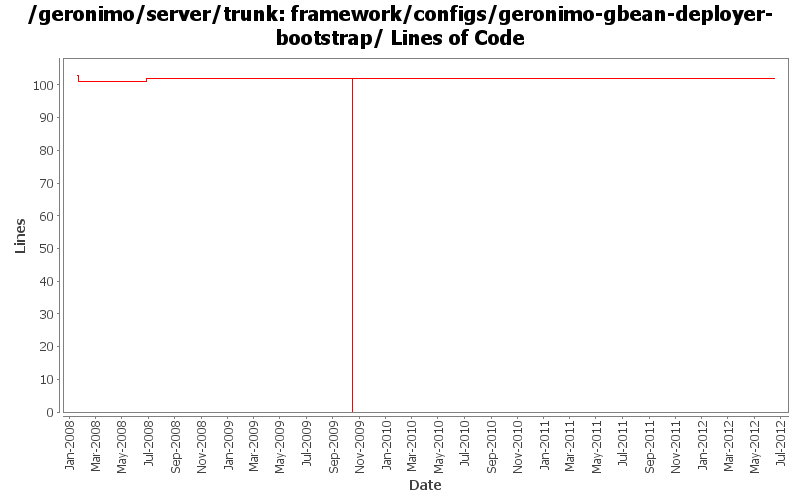 /geronimo/server/trunk: framework/configs/geronimo-gbean-deployer-
bootstrap/ Lines of Code
Lines
100
90
80
70
60
50
40
30
20
10
0
Jan-2008
Mar-2008
May-2008
Jul-2008
Sep-2008
Nov-2008
Jan-2009
Mar-2009
May-2009
Jul-2009
Sep-2009
Nov-2009
Jan-2010
Mar-2010
May-2010
Jul-2010
Sep-2010
Nov-2010
Jan-2011
Mar-2011
May-2011
Jul-2011
Sep-2011
Nov-2011
Jan-2012
Mar-2012
May-2012
Jul-2012
Date